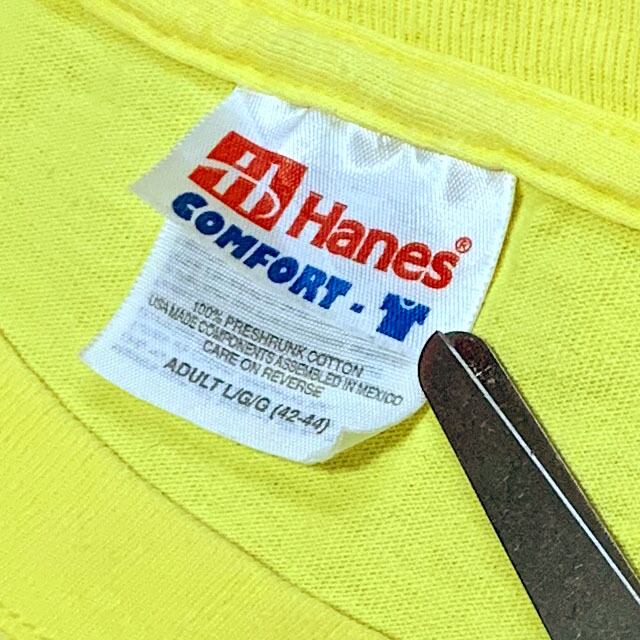 Hanes®
COMFORT-
100% PRESHRUNK COTTON
USA MADE COMPONENTS ASSEMBLED IN MEXICO
CARE ON REVERSE
ADULT L/G/G (42-44)